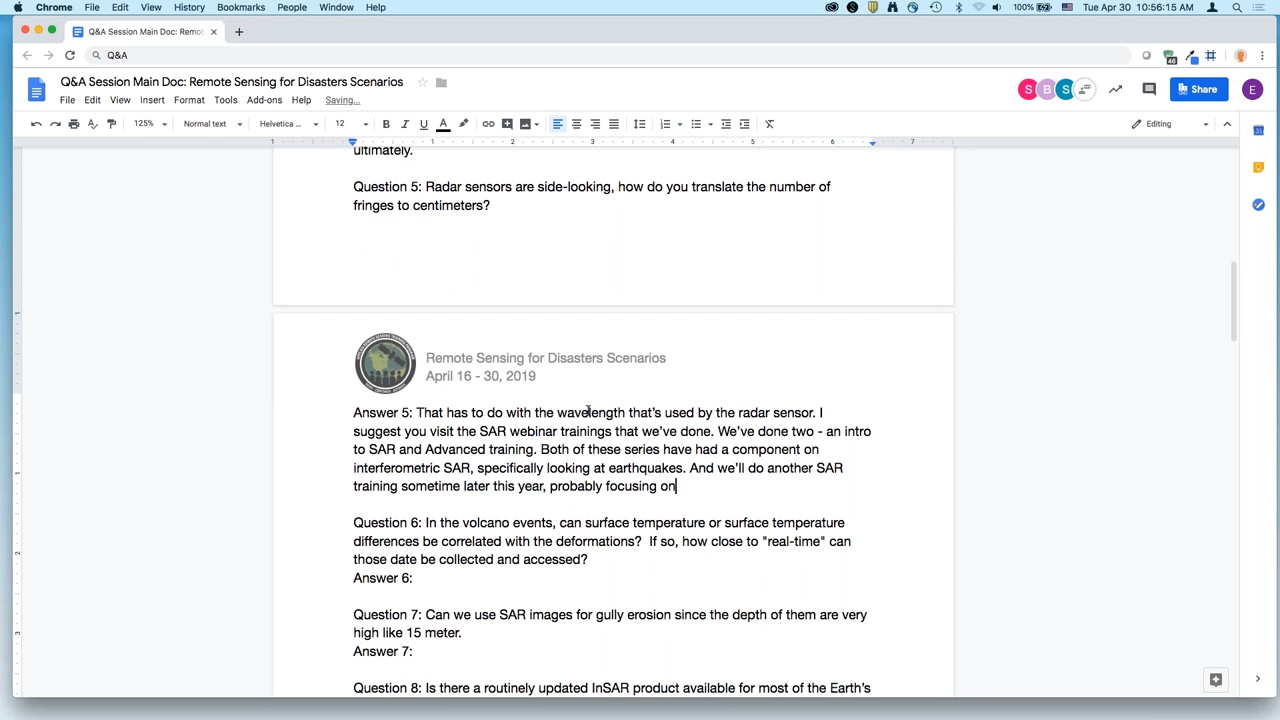 Chrome File Edit View History Bookmarks People Window Help 100% Tue Apr 30 10:56:15 AM
Q&A Session Main Doc: Remot
Q&A
46
Q&A Session Main Doc: Remote Sensing for Disasters Scenarios
File Edit View Insert Format Tools Add-ons Help Saving...
S B S Share E
125% Normal text Helvetica ... 12 B I U A Editing
1 1 2 3 4 5 6 7
ultimately.
Question 5: Radar sensors are side-looking, how do you translate the number of
fringes to centimeters?
Remote Sensing for Disasters Scenarios
April 16 - 30, 2019
Answer 5: That has to do with the wavelength that's used by the radar sensor. I
suggest you visit the SAR webinar trainings that we've done. We've done two - an intro
to SAR and Advanced training. Both of these series have had a component on
interferometric SAR, specifically looking at earthquakes. And we'll do another SAR
training sometime later this year, probably focusing on
Question 6: In the volcano events, can surface temperature or surface temperature
differences be correlated with the deformations?  If so, how close to "real-time" can
those date be collected and accessed?
Answer 6:
Question 7: Can we use SAR images for gully erosion since the depth of them are very
high like 15 meter.
Answer 7:
Question 8: Is there a routinely updated InSAR product available for most of the Earth's